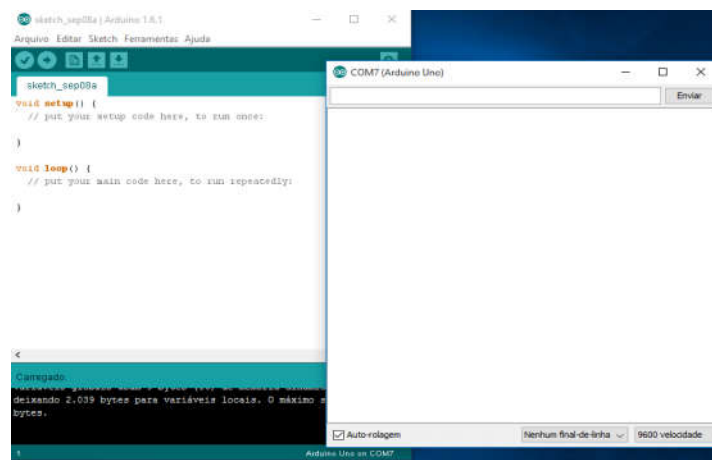 sketch_sep08a | Arduino 1.8.1
Arquivo Editar Sketch Ferramentas Ajuda
sketch_sep08a
void setup() {
// put your setup code here, to run once:
}
void loop() {
// put your main code here, to run repeatedly:
}
Carregado.
deixando 2.039 bytes para variáveis locais. O máximo
bytes.
1
Arduino Uno on COM7
COM7 (Arduino Uno)
Enviar
Auto-rolagem
Nenhum final-de-linha
9600 velocidade